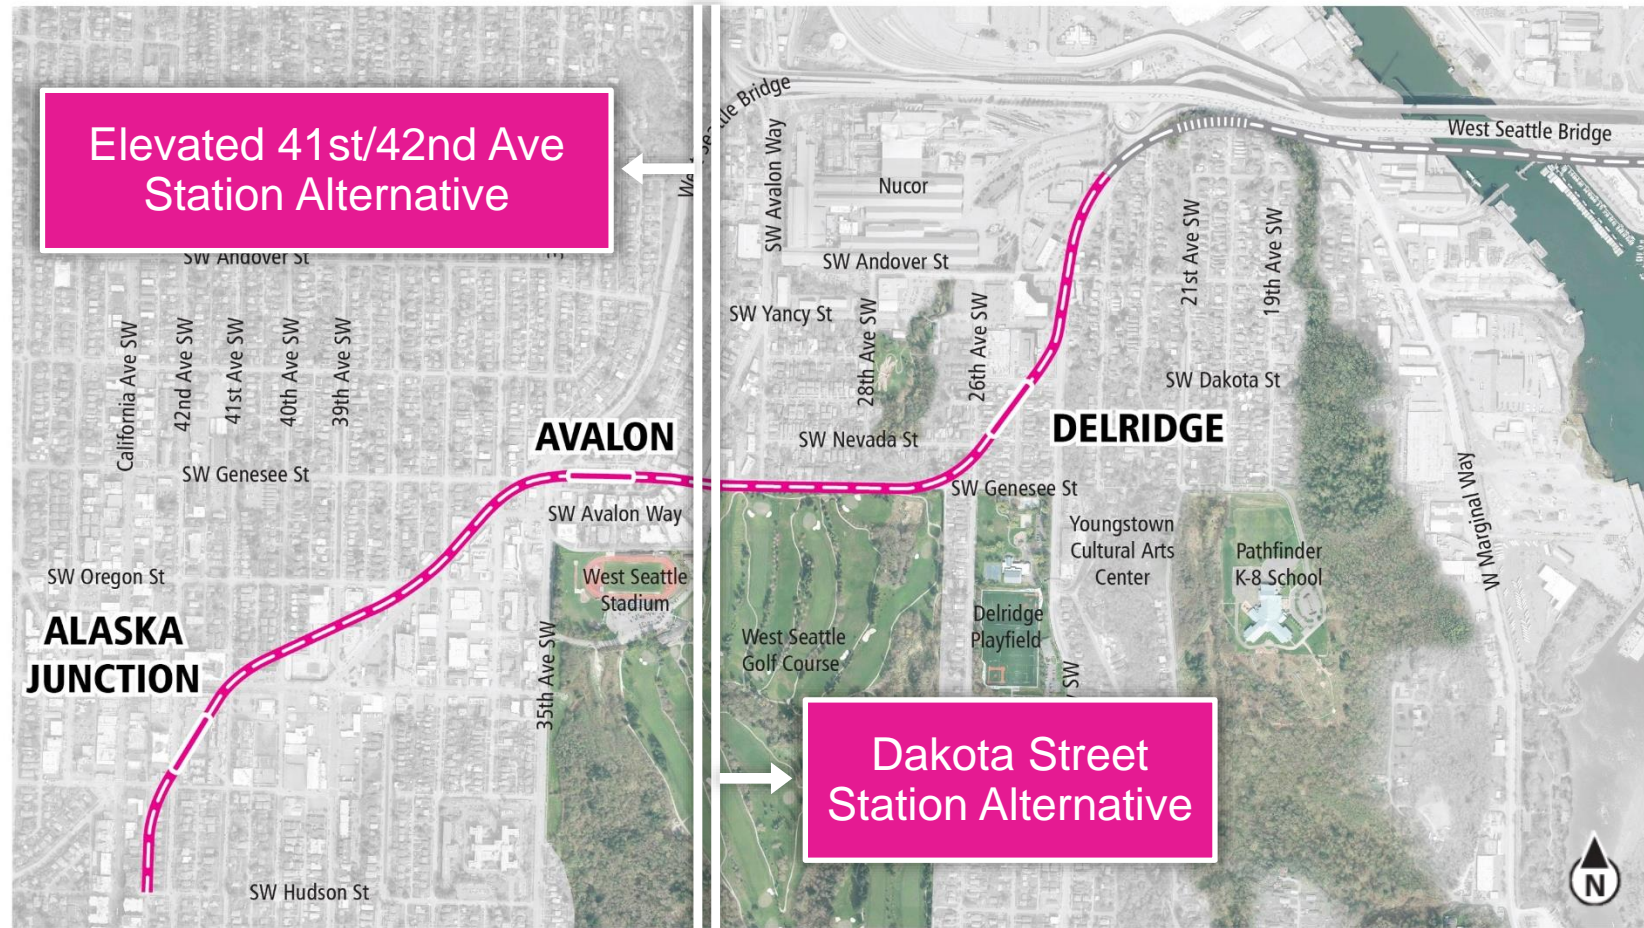 Elevated 41st/42nd Ave
Station Alternative
West Seattle Bridge
SW Avalon Way
West Seattle Bridge
Nucor
SW Andover St
SW Andover St
21st Ave SW
19th Ave SW
SW Yancy St
28th Ave SW
26th Ave SW
California Ave SW
42nd Ave SW
41st Ave SW
40th Ave SW
39th Ave SW
SW Dakota St
AVALON
DELRIDGE
SW Nevada St
SW Genesee St
SW Genesee St
SW Avalon Way
Youngstown
Cultural Arts
Center
W Marginal Way
Pathfinder
K-8 School
SW Oregon St
West Seattle
Stadium
ALASKA
JUNCTION
35th Ave SW
West Seattle
Golf Course
Delridge
Playfield
SW
Dakota Street
Station Alternative
SW Hudson St
N